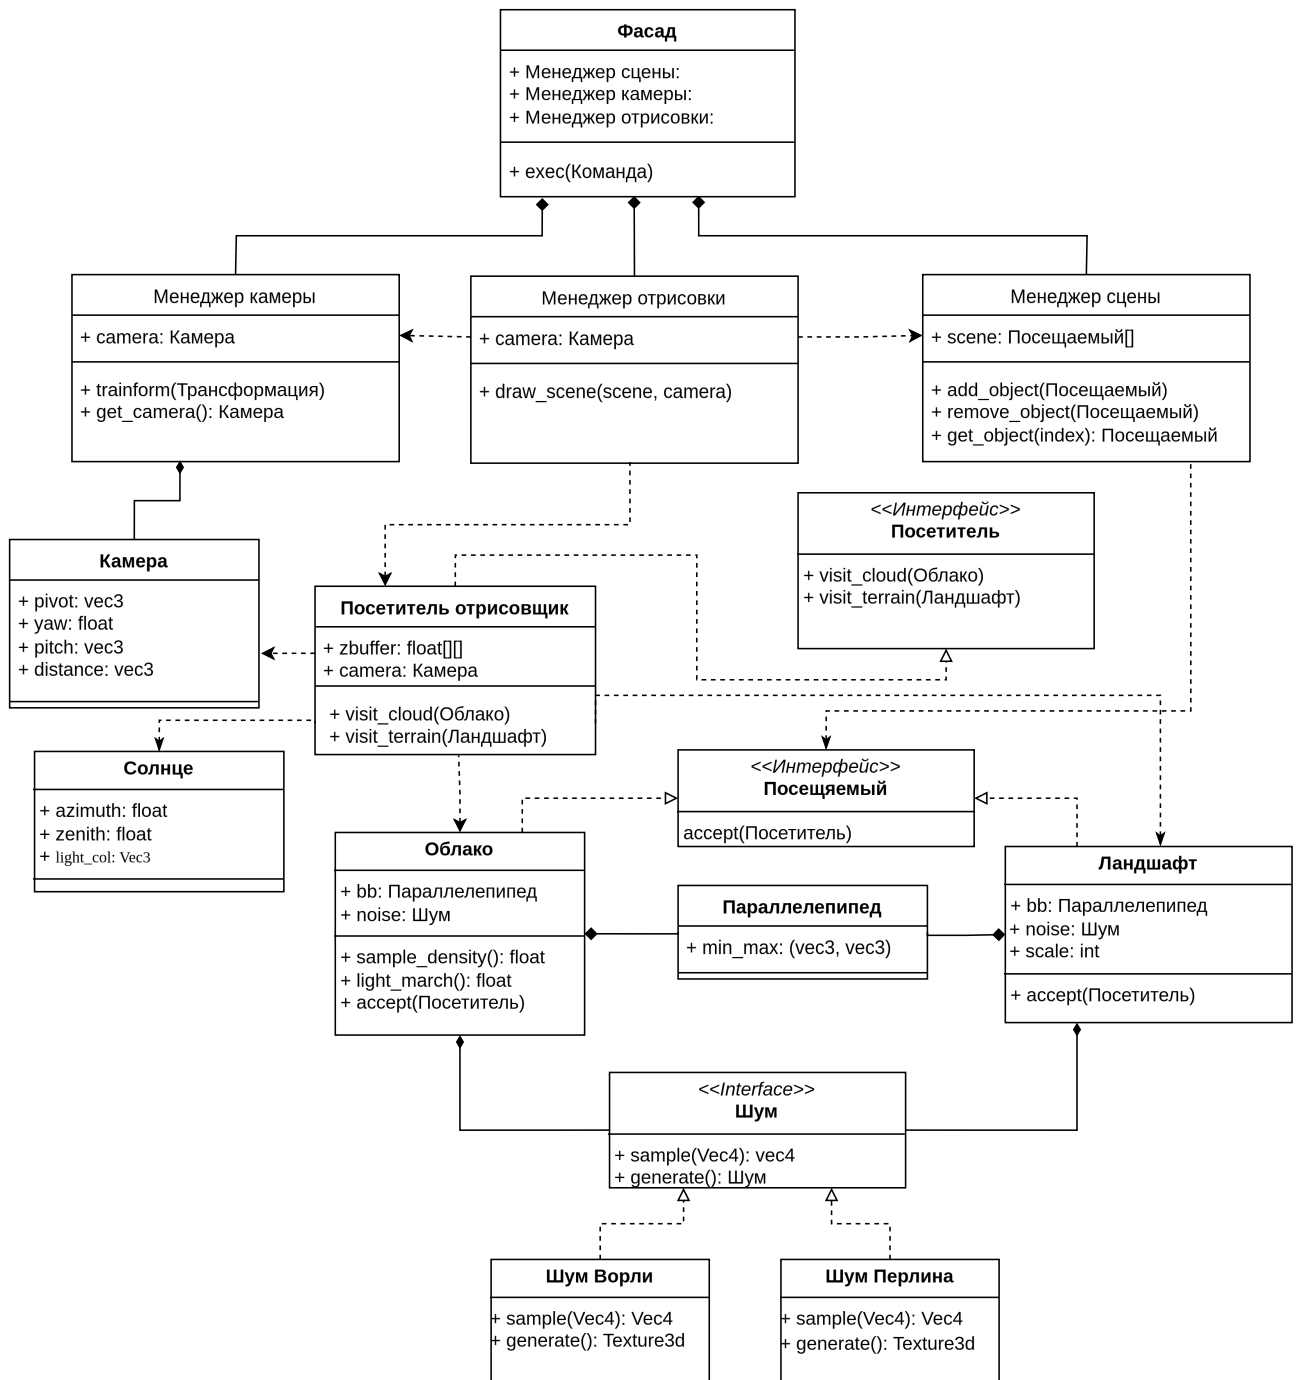 Фасад
+ Менеджер сцены:
+ Менеджер камеры:
+ Менеджер отрисовки:
+ exec(Команда)
Менеджер камеры
+ camera: Камера
+ trainform(Трансформация)
+ get_camera(): Камера
Менеджер отрисовки
+ camera: Камера
+ draw_scene(scene, camera)
Менеджер сцены
+ scene: Посещаемый[]
+ add_object(Посещаемый)
+ remove_object(Посещаемый)
+ get_object(index): Посещаемый
<<Интерфейс>>
Посетитель
+ visit_cloud(Облако)
+ visit_terrain(Ландшафт)
Камера
+ pivot: vec3
+ yaw: float
+ pitch: vec3
+ distance: vec3
Посетитель отрисовщик
+ zbuffer: float[][]
+ camera: Камера
+ visit_cloud(Облако)
+ visit_terrain(Ландшафт)
Солнце
+ azimuth: float
+ zenith: float
+ light_col: Vec3
<<Интерфейс>>
Посещяемый
accept(Посетитель)
Облако
+ bb: Параллелепипед
+ noise: Шум
+ sample_density(): float
+ light_march(): float
+ accept(Посетитель)
Параллелепипед
+ min_max: (vec3, vec3)
Ландшафт
+ bb: Параллелепипед
+ noise: Шум
+ scale: int
+ accept(Посетитель)
<<Interface>>
Шум
+ sample(Vec4): vec4
+ generate(): Шум
Шум Ворли
+ sample(Vec4): Vec4
+ generate(): Texture3d
Шум Перлина
+ sample(Vec4): Vec4
+ generate(): Texture3d